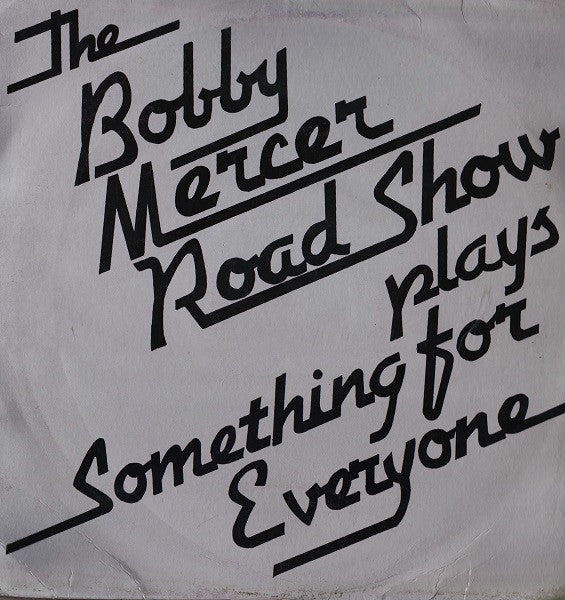 The
Bobby
Mercer
Road Show
plays
Something for
Everyone